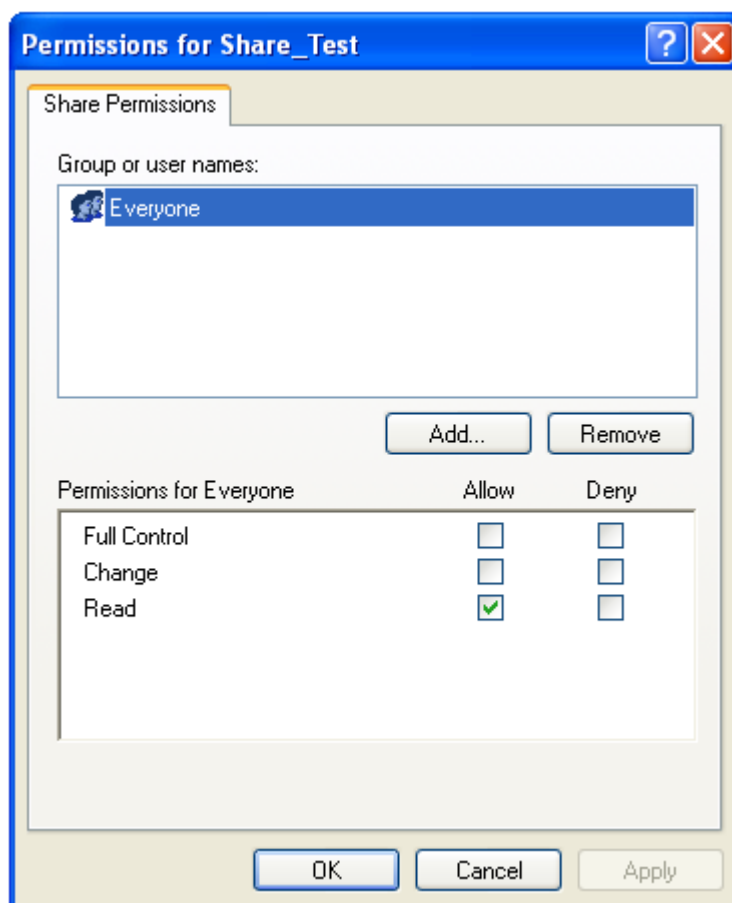 Permissions for Share_Test
?
Share Permissions
Group or user names:
Everyone
Add... Remove
Permissions for Everyone Allow Deny
Full Control
Change
Read
OK Cancel Apply